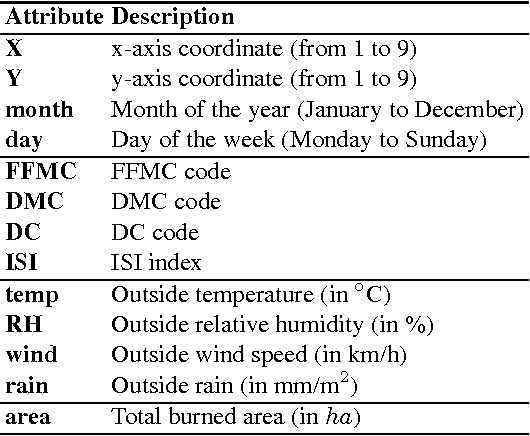 Attribute Description
X x-axis coordinate (from 1 to 9)
Y y-axis coordinate (from 1 to 9)
month Month of the year (January to December)
day Day of the week (Monday to Sunday)
FFMC FFMC code
DMC DMC code
DC DC code
ISI ISI index
temp Outside temperature (in °C)
RH Outside relative humidity (in %)
wind Outside wind speed (in km/h)
rain Outside rain (in mm/m²)
area Total burned area (in ha)